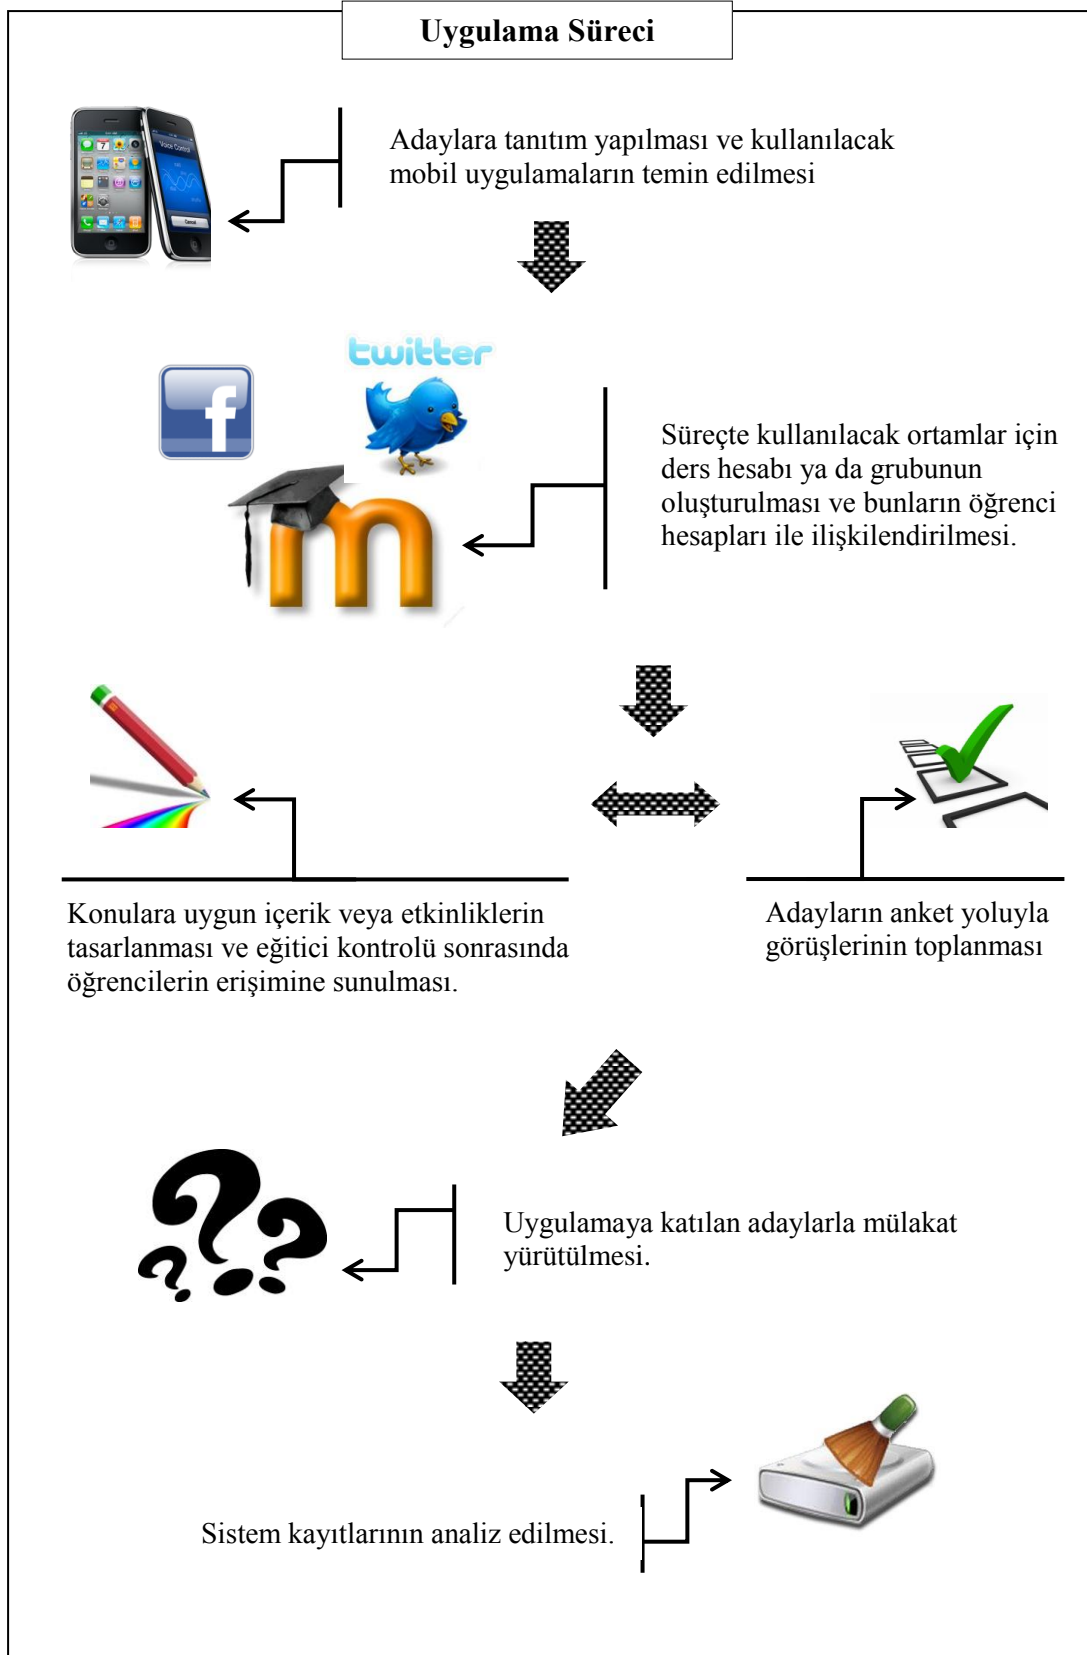 Uygulama Süreci
Voice Control
Adaylara tanıtım yapılması ve kullanılacak
mobil uygulamaların temin edilmesi
twitter
f
m
Süreçte kullanılacak ortamlar için
ders hesabı ya da grubunun
oluşturulması ve bunların öğrenci
hesapları ile ilişkilendirilmesi.
Konulara uygun içerik veya etkinliklerin
tasarlanması ve eğitici kontrolü sonrasında
öğrencilerin erişimine sunulması.
Adayların anket yoluyla
görüşlerinin toplanması
???
Uygulamaya katılan adaylarla mülakat
yürütülmesi.
Sistem kayıtlarının analiz edilmesi.